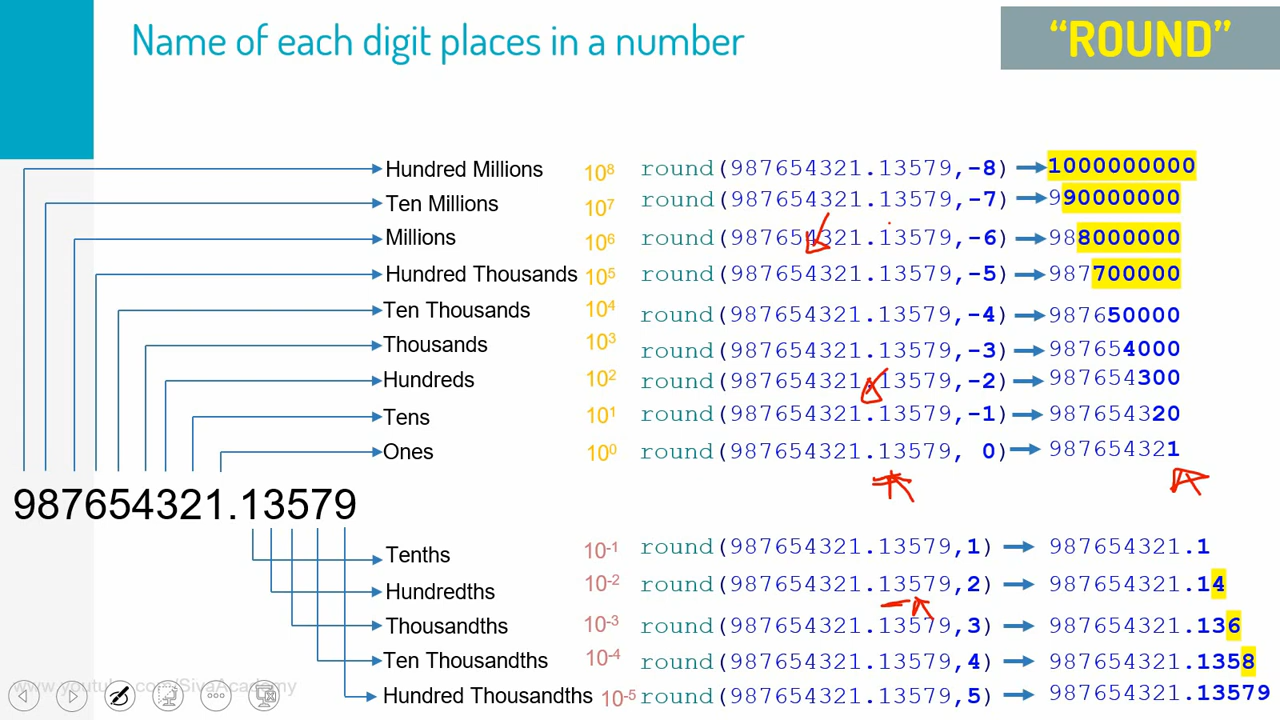 Name of each digit places in a number
“ROUND”
Hundred Millions 10⁸ round(987654321.13579,-8) 1000000000
Ten Millions 10⁷ round(987654321.13579,-7) 990000000
Millions 10⁶ round(987654321.13579,-6) 988000000
Hundred Thousands 10⁵ round(987654321.13579,-5) 987700000
Ten Thousands 10⁴ round(987654321.13579,-4) 987650000
Thousands 10³ round(987654321.13579,-3) 987654000
Hundreds 10² round(987654321.13579,-2) 987654300
Tens 10¹ round(987654321.13579,-1) 987654320
Ones 10⁰ round(987654321.13579, 0) 987654321
987654321.13579
Tenths 10⁻¹ round(987654321.13579,1) 987654321.1
Hundredths 10⁻² round(987654321.13579,2) 987654321.14
Thousandths 10⁻³ round(987654321.13579,3) 987654321.136
Ten Thousandths 10⁻⁴ round(987654321.13579,4) 987654321.1358
Hundred Thousandths 10⁻⁵ round(987654321.13579,5) 987654321.13579
www.youtube.com/SivaAcademy